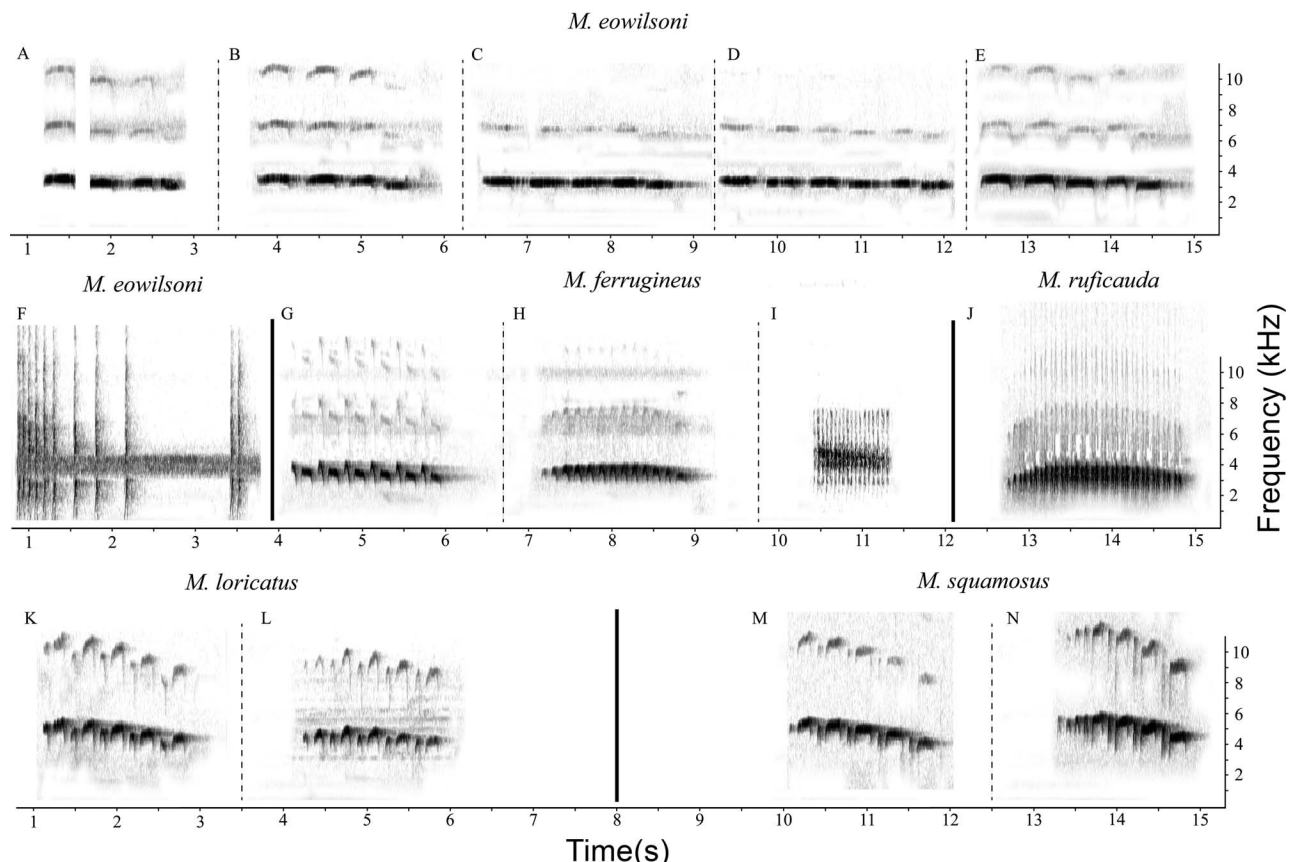 M. eowilsoni
A B C D E
10
8
6
4
2
1 2 3 4 5 6 7 8 9 10 11 12 13 14 15
M. eowilsoni M. ferrugineus M. ruficauda
F G H I J
10
8
6
4
2
1 2 3 4 5 6 7 8 9 10 11 12 13 14 15
Frequency (kHz)
M. loricatus M. squamosus
K L M N
10
8
6
4
2
1 2 3 4 5 6 7 8 9 10 11 12 13 14 15
Time(s)